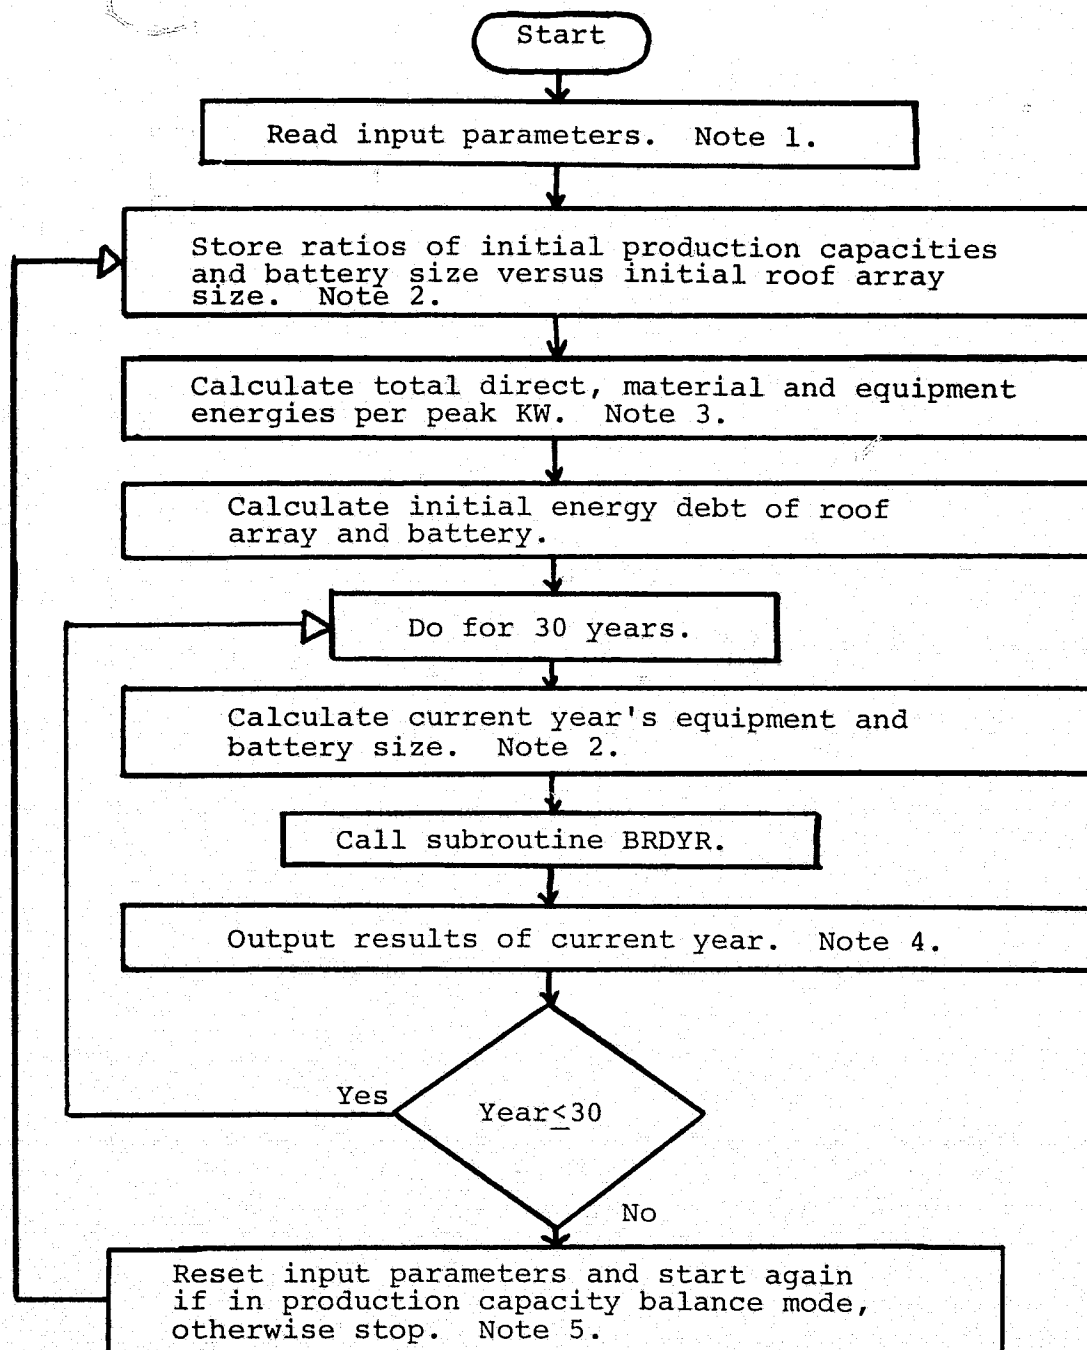 Start
Read input parameters.  Note 1.
Store ratios of initial production capacities
and battery size versus initial roof array
size.  Note 2.
Calculate total direct, material and equipment
energies per peak KW.  Note 3.
Calculate initial energy debt of roof
array and battery.
Do for 30 years.
Calculate current year's equipment and
battery size.  Note 2.
Call subroutine BRDYR.
Output results of current year.  Note 4.
Yes
Year≤30
No
Reset input parameters and start again
if in production capacity balance mode,
otherwise stop.  Note 5.